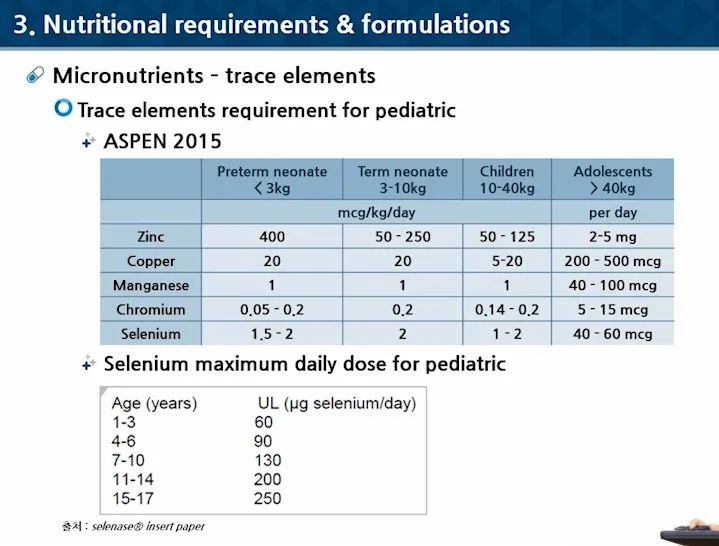 3. Nutritional requirements & formulations
Micronutrients - trace elements
Trace elements requirement for pediatric
ASPEN 2015
Preterm neonate < 3kg Term neonate 3-10kg Children 10-40kg Adolescents > 40kg
mcg/kg/day per day
Zinc 400 50 - 250 50 - 125 2-5 mg
Copper 20 20 5-20 200 - 500 mcg
Manganese 1 1 1 40 - 100 mcg
Chromium 0.05 - 0.2 0.2 0.14 - 0.2 5 - 15 mcg
Selenium 1.5 - 2 2 1 - 2 40 - 60 mcg
Selenium maximum daily dose for pediatric
Age (years) UL (µg selenium/day)
1-3 60
4-6 90
7-10 130
11-14 200
15-17 250
출처 : selenase® insert paper